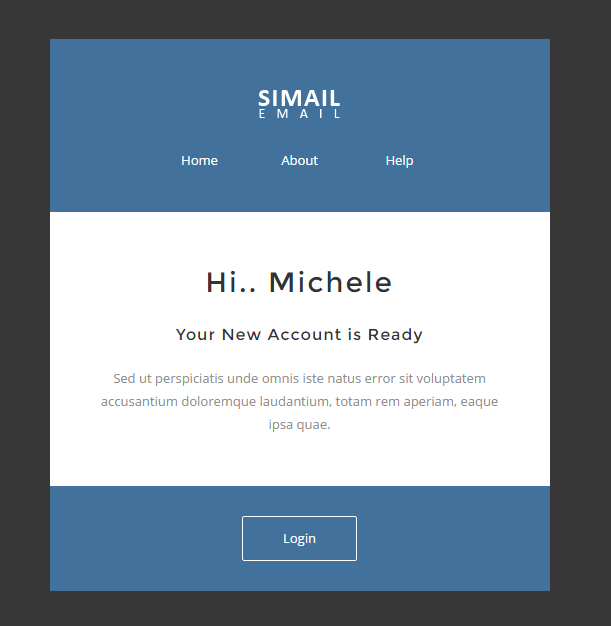 SIMAIL
EMAIL
Home About Help
Hi.. Michele
Your New Account is Ready
Sed ut perspiciatis unde omnis iste natus error sit voluptatem
accusantium doloremque laudantium, totam rem aperiam, eaque
ipsa quae.
Login